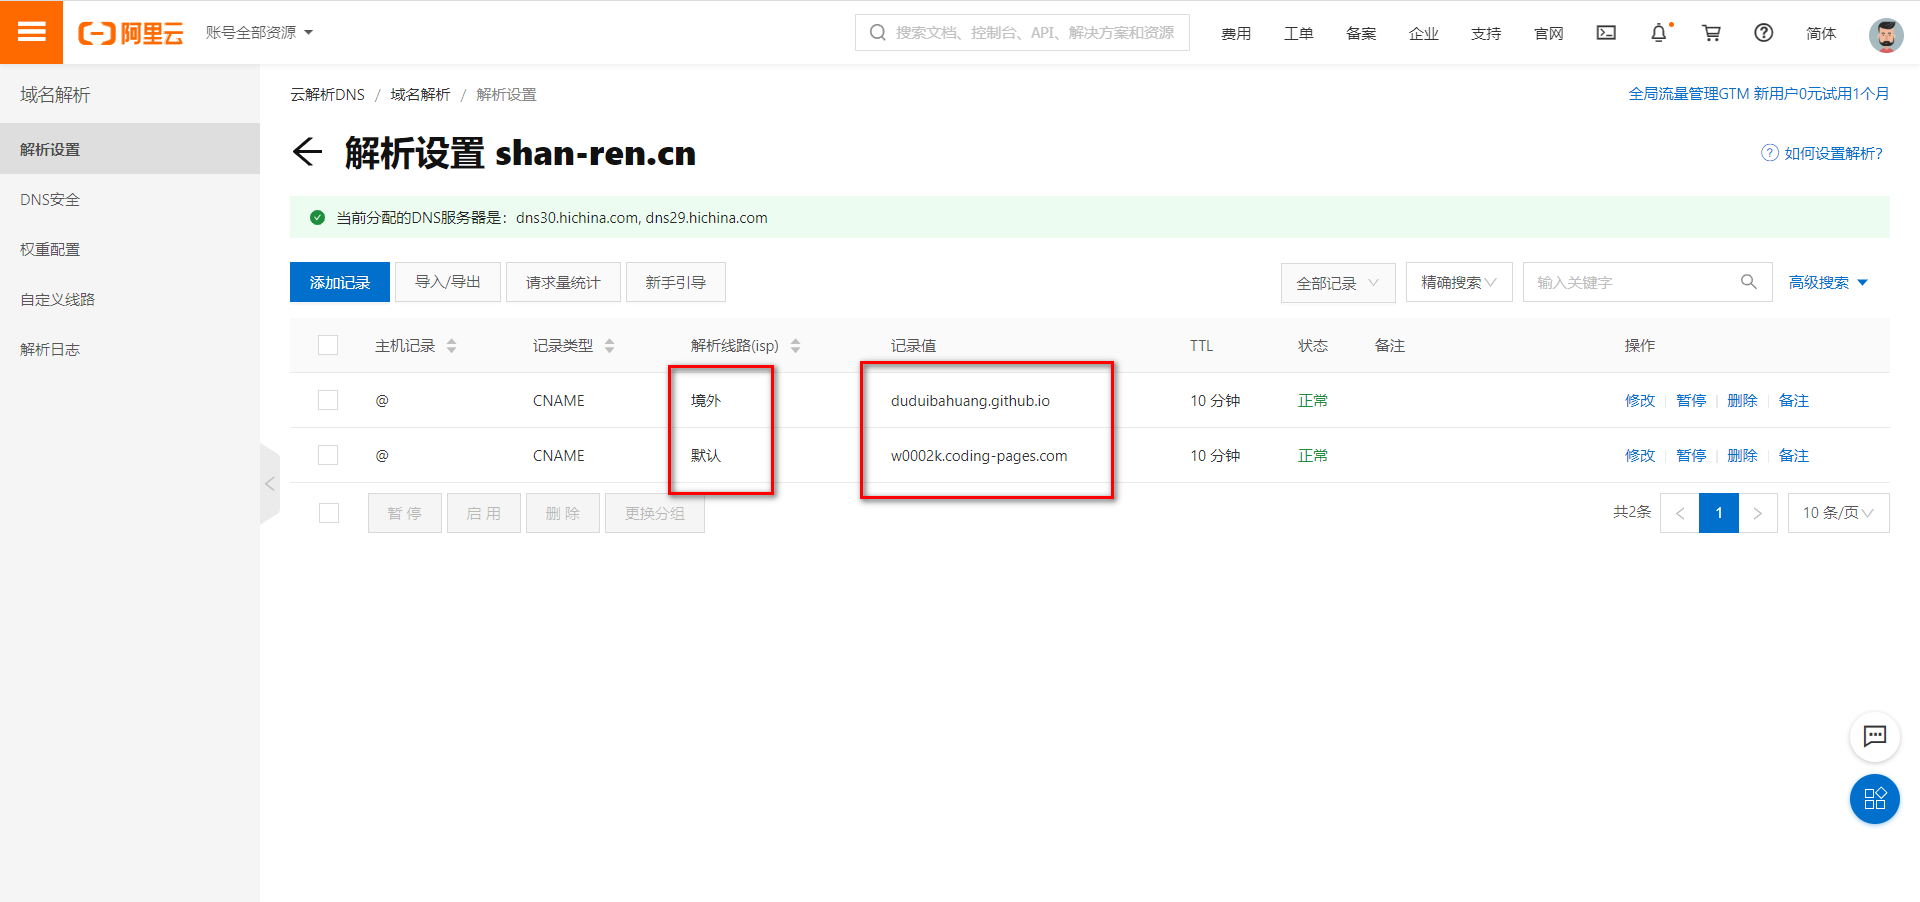 阿里云 账号全部资源 搜索文档、控制台、API、解决方案和资源 费用 工单 备案 企业 支持 官网 简体
域名解析
解析设置
DNS安全
权重配置
自定义线路
解析日志
云解析DNS / 域名解析 / 解析设置 全局流量管理GTM 新用户0元试用1个月
解析设置 shan-ren.cn 如何设置解析?
当前分配的DNS服务器是：dns30.hichina.com, dns29.hichina.com
添加记录 导入/导出 请求量统计 新手引导 全部记录 精确搜索 输入关键字 高级搜索
主机记录 记录类型 解析线路(isp) 记录值 TTL 状态 备注 操作
@ CNAME 境外 duduibahuang.github.io 10 分钟 正常 修改 暂停 删除 备注
@ CNAME 默认 w0002k.coding-pages.com 10 分钟 正常 修改 暂停 删除 备注
暂停 启用 删除 更换分组 共2条 < 1 > 10 条/页